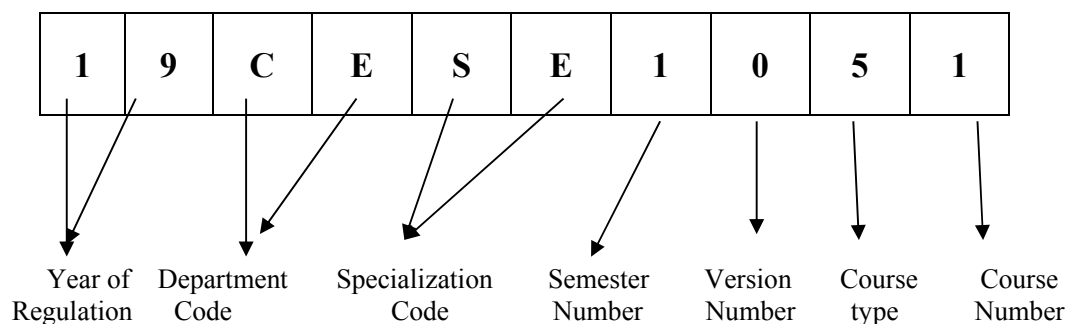 1 9 C E S E 1 0 5 1
Year of Department Specialization Semester Version Course Course
Regulation Code Code Number Number type Number